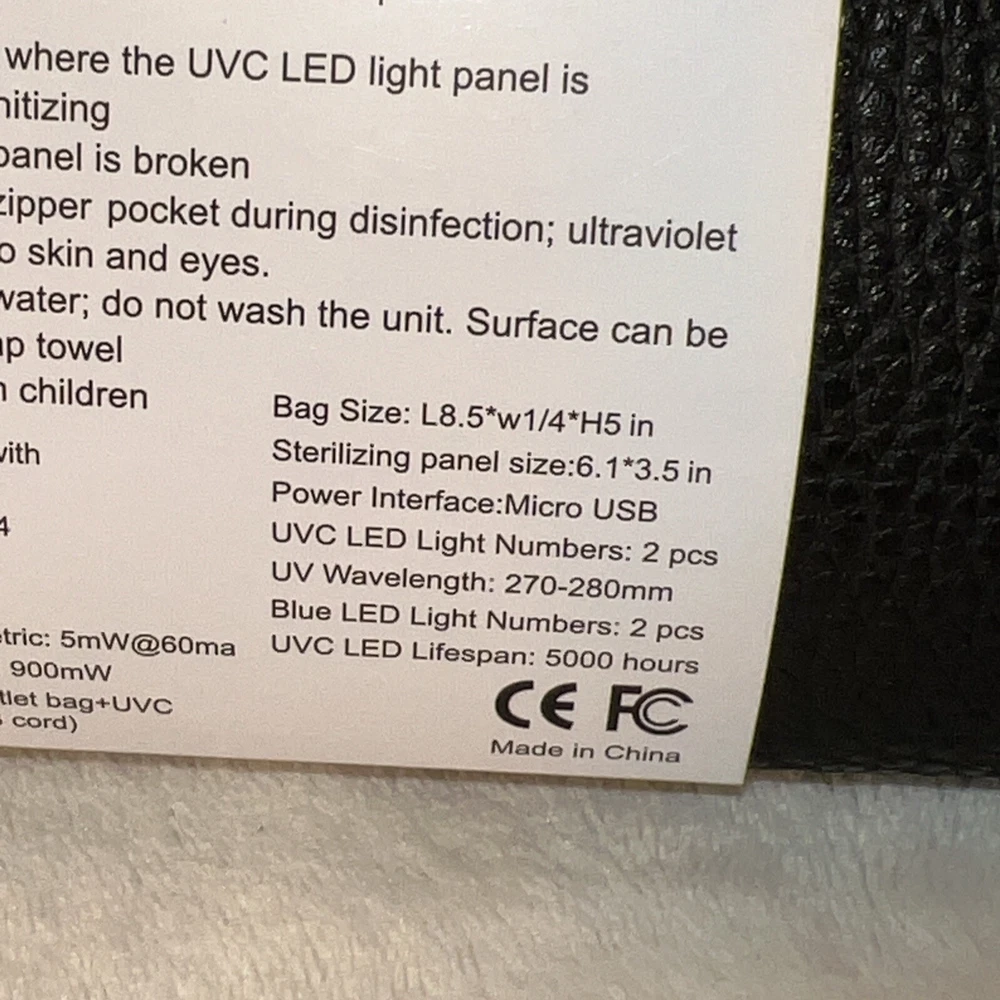 where the UVC LED light panel is
nitizing
panel is broken
zipper pocket during disinfection; ultraviolet
o skin and eyes.
water; do not wash the unit. Surface can be
mp towel
children
Bag Size: L8.5*w1/4*H5 in
with
Sterilizing panel size:6.1*3.5 in
Power Interface:Micro USB
4
UVC LED Light Numbers: 2 pcs
UV Wavelength: 270-280mm
Blue LED Light Numbers: 2 pcs
etric: 5mW@60ma
UVC LED Lifespan: 5000 hours
900mW
tlet bag+UVC
cord)
CE FC
Made in China